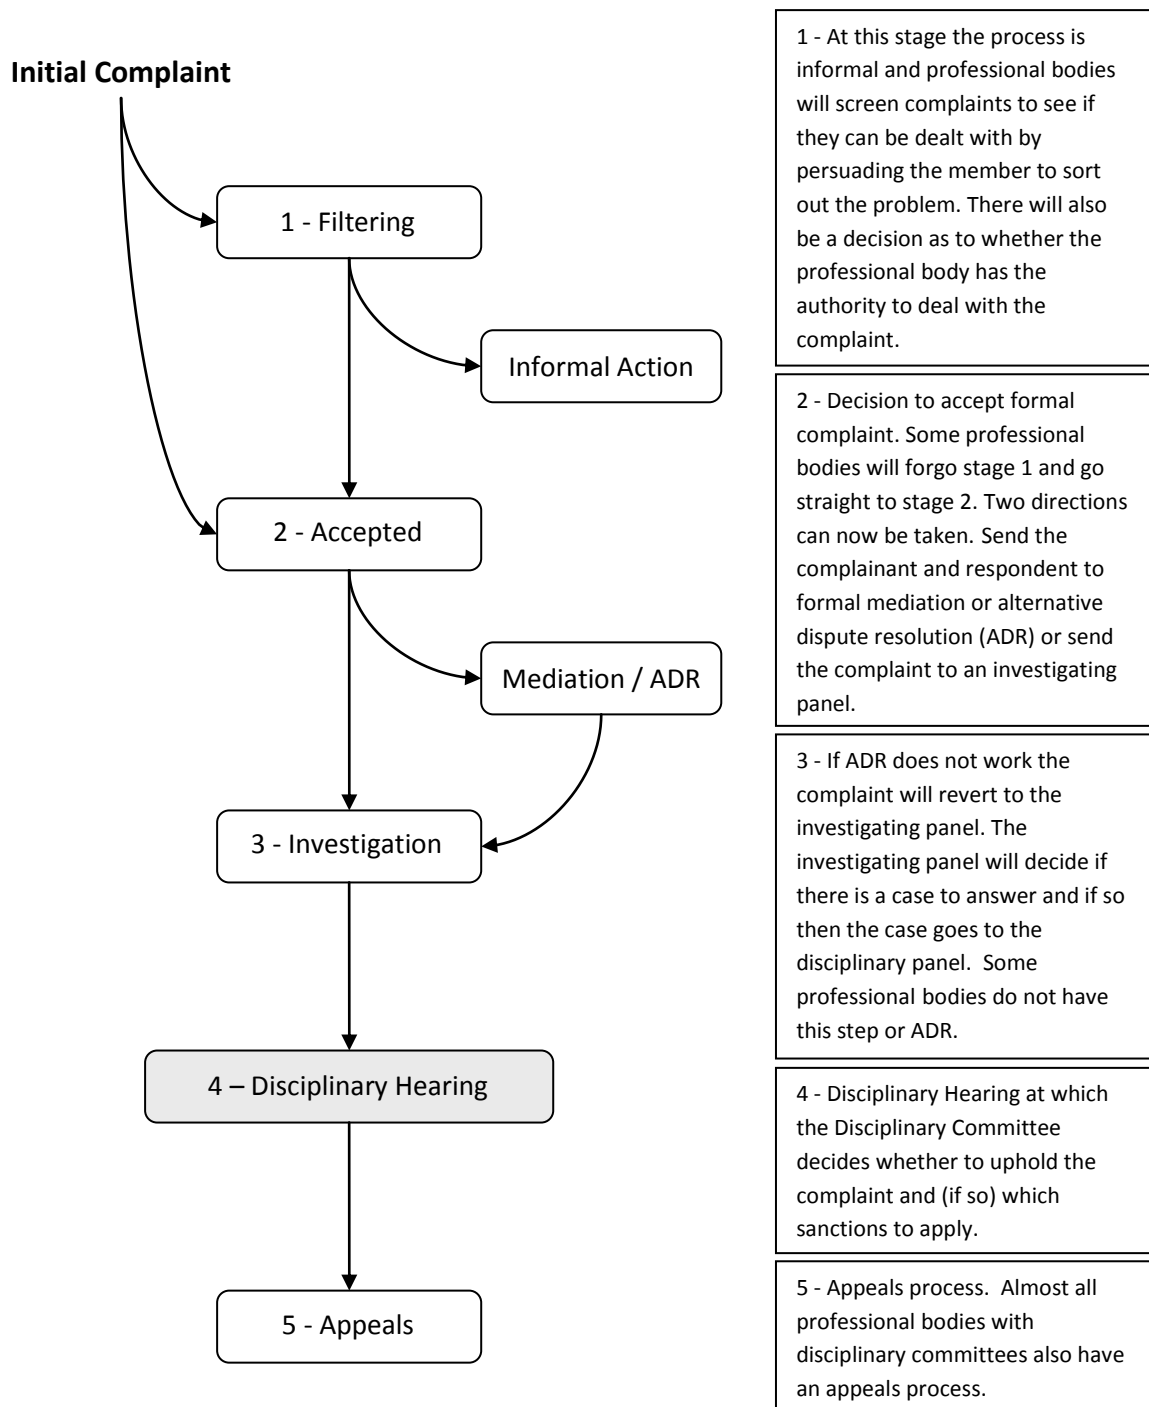 Initial Complaint
1 - Filtering
Informal Action
2 - Accepted
Mediation / ADR
3 - Investigation
4 – Disciplinary Hearing
5 - Appeals
1 - At this stage the process is
informal and professional bodies
will screen complaints to see if
they can be dealt with by
persuading the member to sort
out the problem. There will also
be a decision as to whether the
professional body has the
authority to deal with the
complaint.
2 - Decision to accept formal
complaint. Some professional
bodies will forgo stage 1 and go
straight to stage 2. Two directions
can now be taken. Send the
complainant and respondent to
formal mediation or alternative
dispute resolution (ADR) or send
the complaint to an investigating
panel.
3 - If ADR does not work the
complaint will revert to the
investigating panel. The
investigating panel will decide if
there is a case to answer and if so
then the case goes to the
disciplinary panel.  Some
professional bodies do not have
this step or ADR.
4 - Disciplinary Hearing at which
the Disciplinary Committee
decides whether to uphold the
complaint and (if so) which
sanctions to apply.
5 - Appeals process.  Almost all
professional bodies with
disciplinary committees also have
an appeals process.